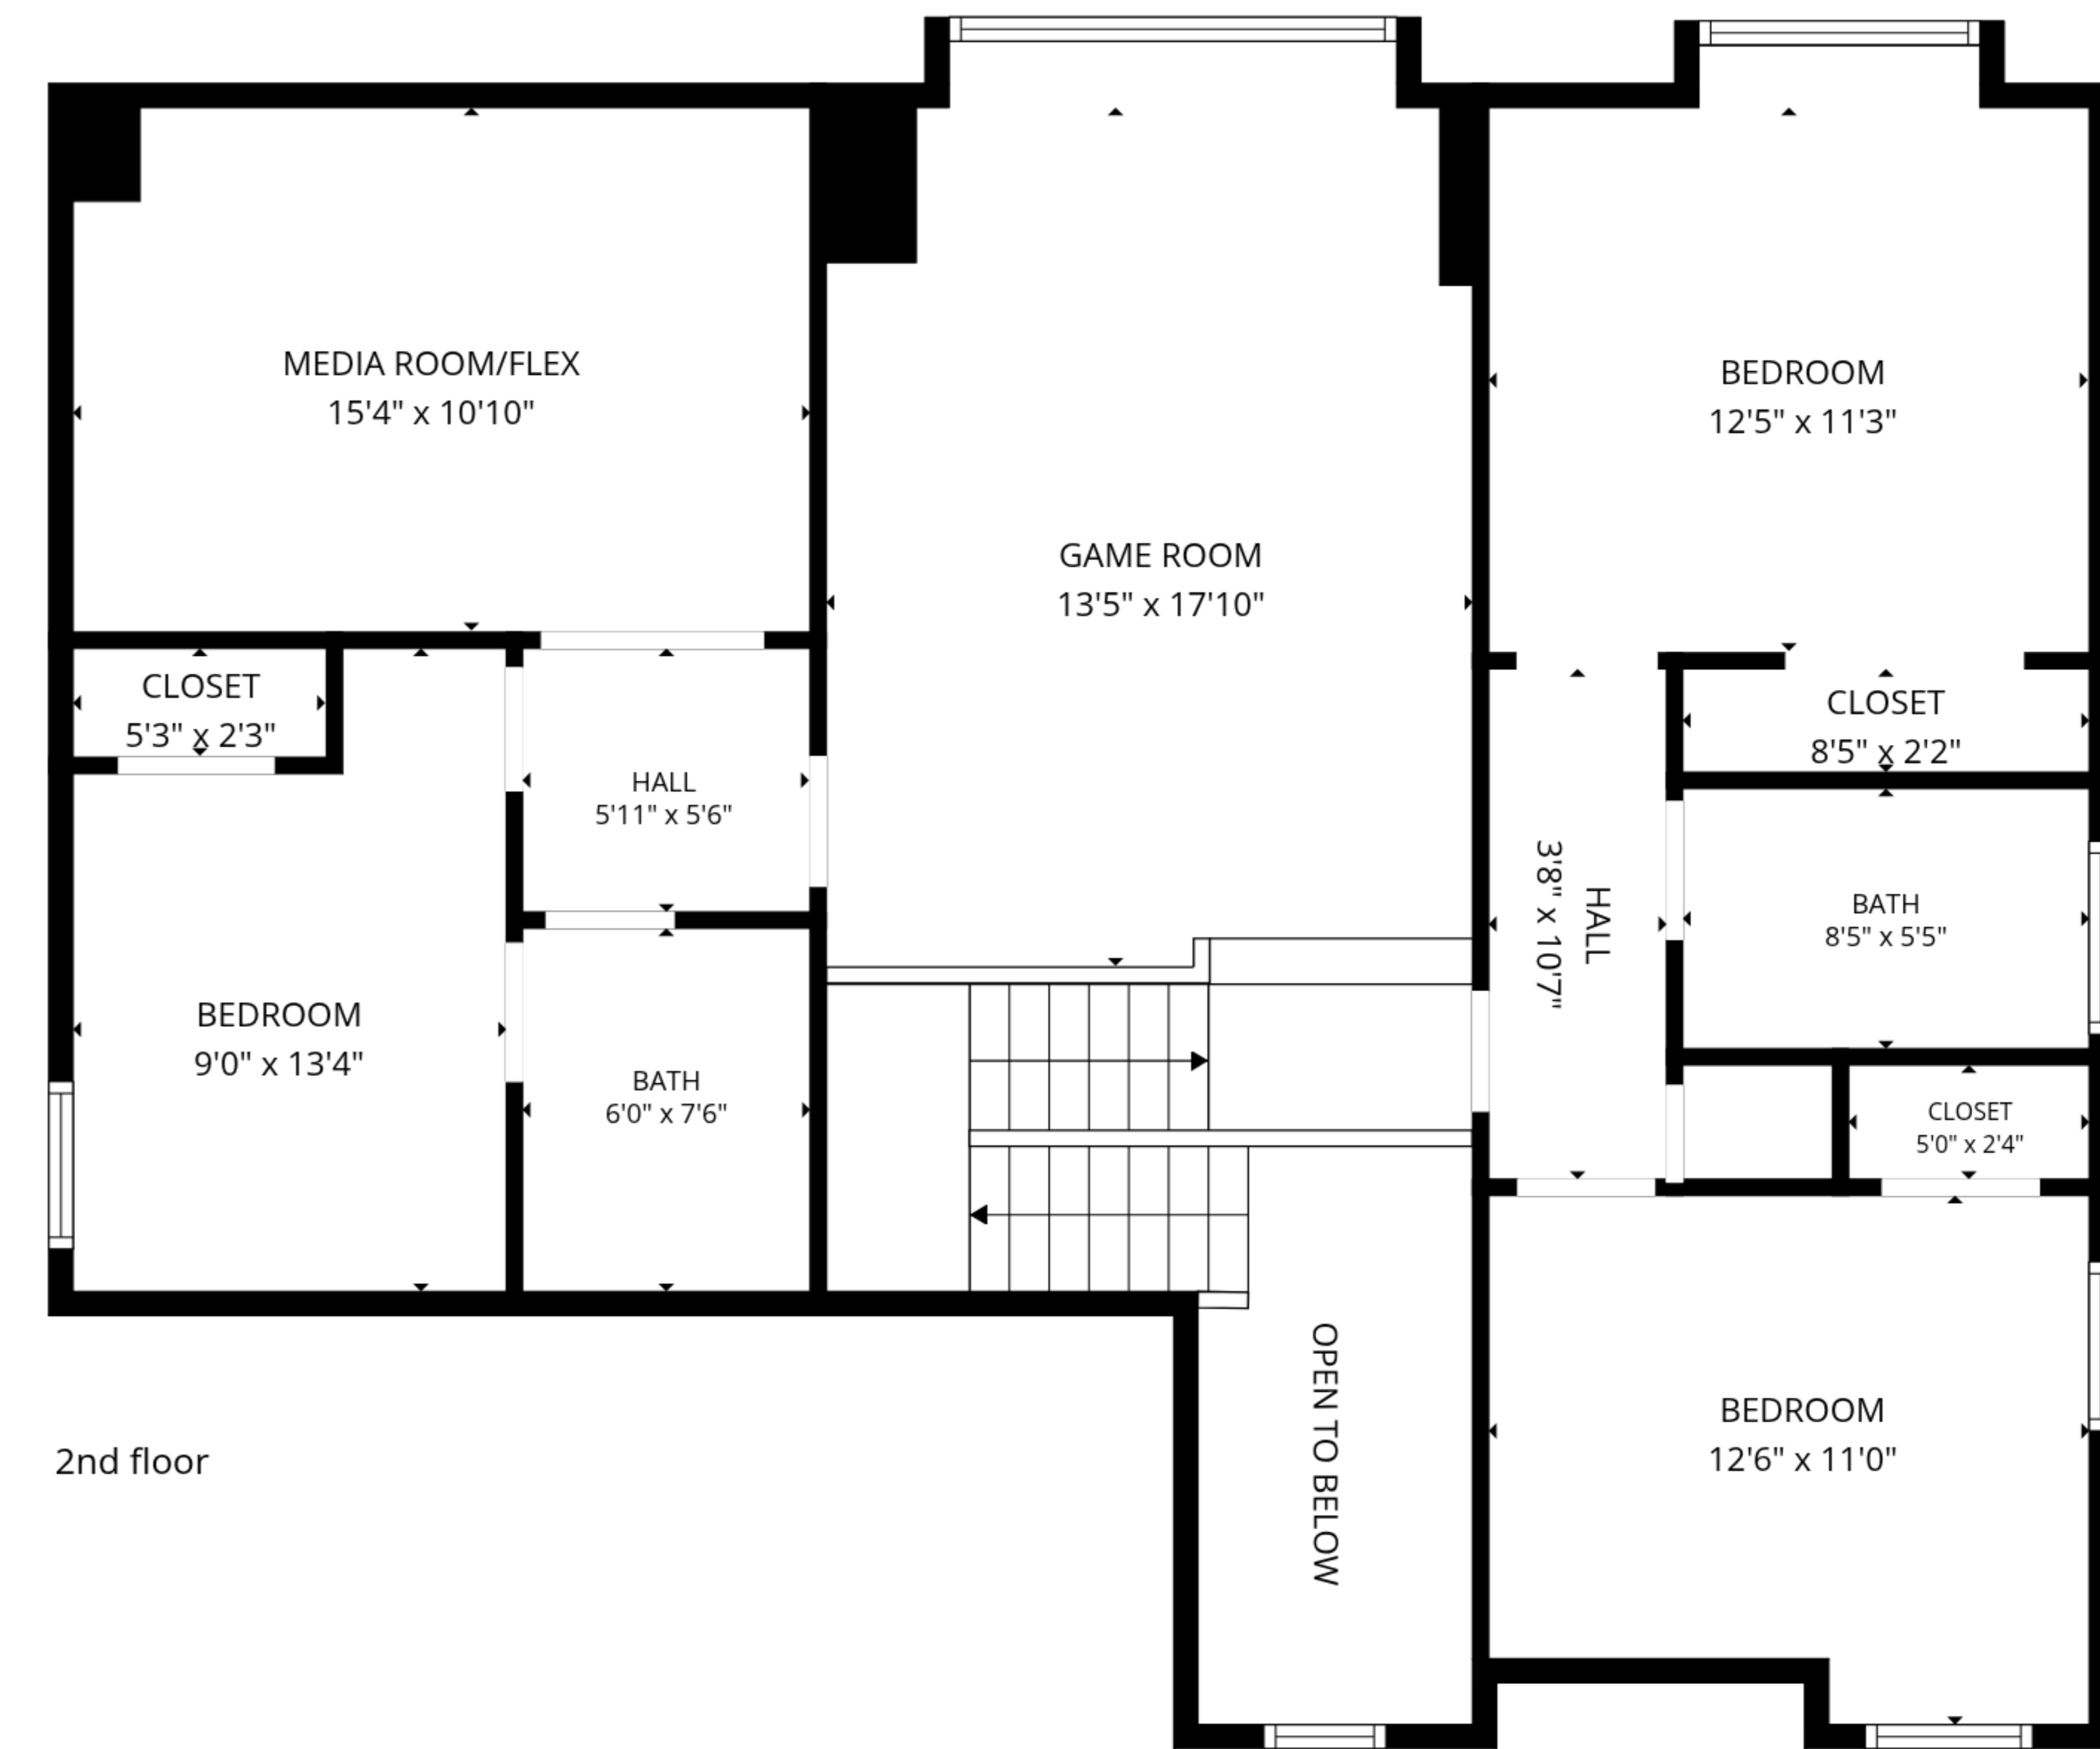 MEDIA ROOM/FLEX
15'4" x 10'10"
BEDROOM
12'5" x 11'3"
GAME ROOM
13'5" x 17'10"
CLOSET
5'3" x 2'3"
CLOSET
8'5" x 2'2"
HALL
5'11" x 5'6"
HALL
3'8" x 10'7"
BATH
8'5" x 5'5"
BEDROOM
9'0" x 13'4"
BATH
6'0" x 7'6"
CLOSET
5'0" x 2'4"
OPEN TO BELOW
BEDROOM
12'6" x 11'0"
2nd floor